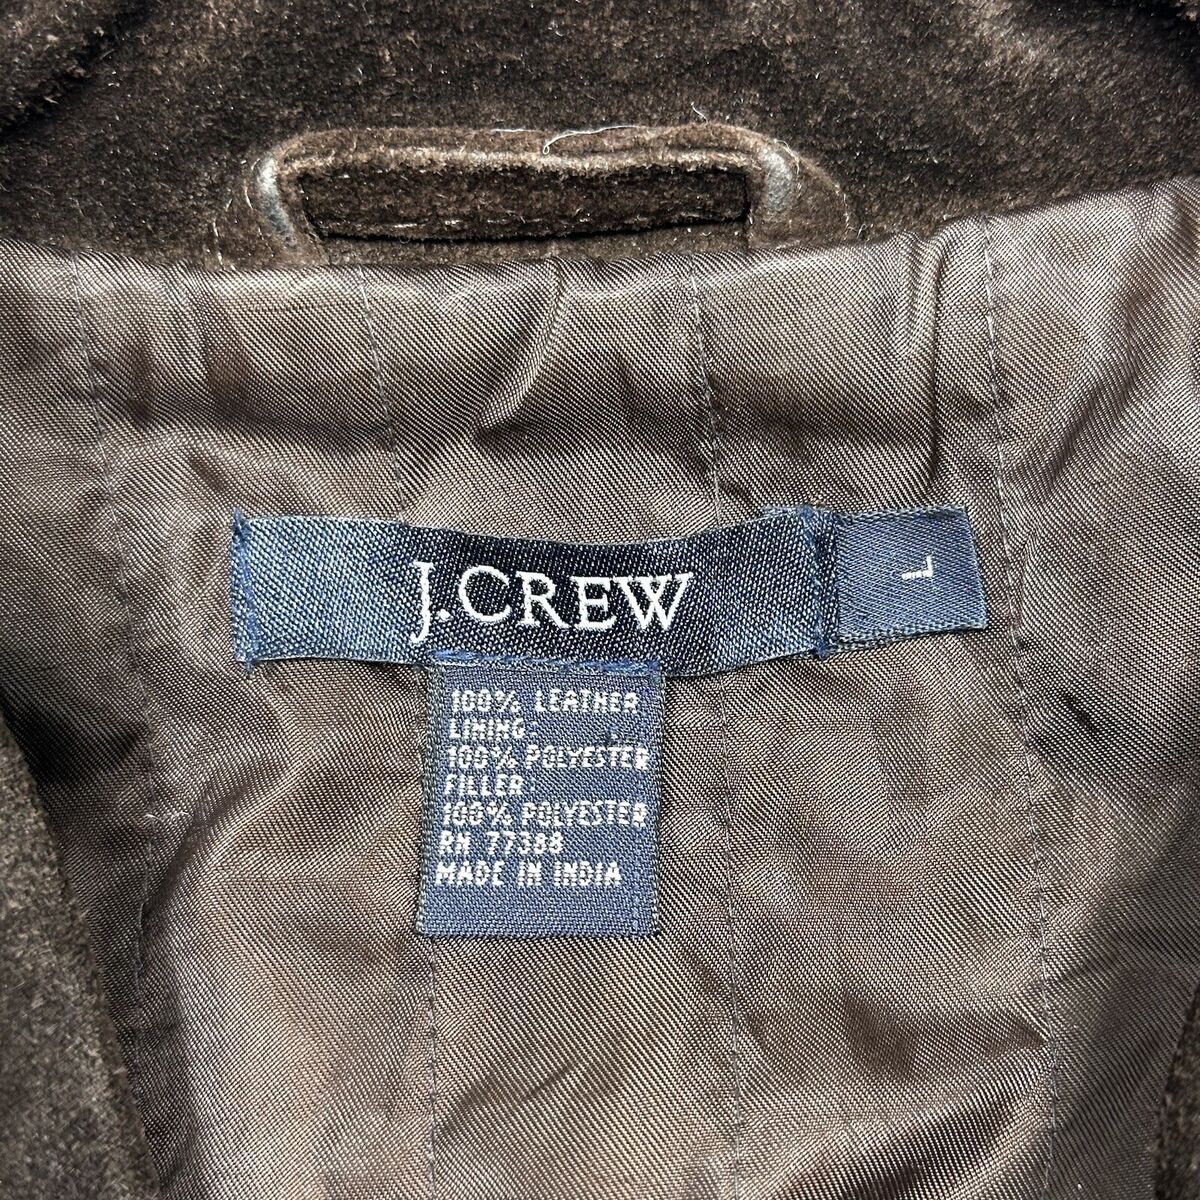 J.CREW
L
100% LEATHER
LINING:
100% POLYESTER
FILLER:
100% POLYESTER
RN 77388
MADE IN INDIA